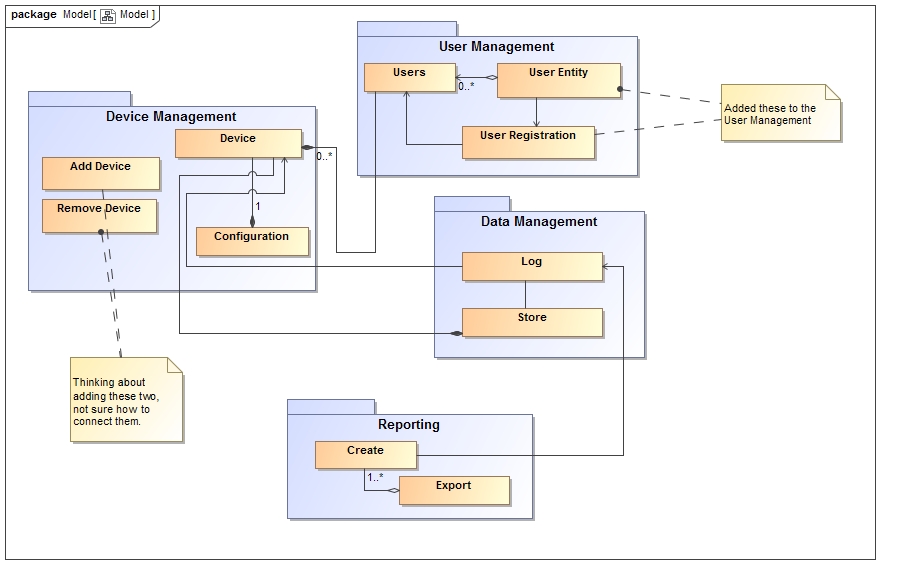 package Model[ Model ]
User Management
Users
User Entity
0..*
User Registration
Added these to the
User Management
Device Management
Device
0..*
Add Device
Remove Device
1
Configuration
Data Management
Log
Store
Thinking about
adding these two,
not sure how to
connect them.
Reporting
Create
1..*
Export